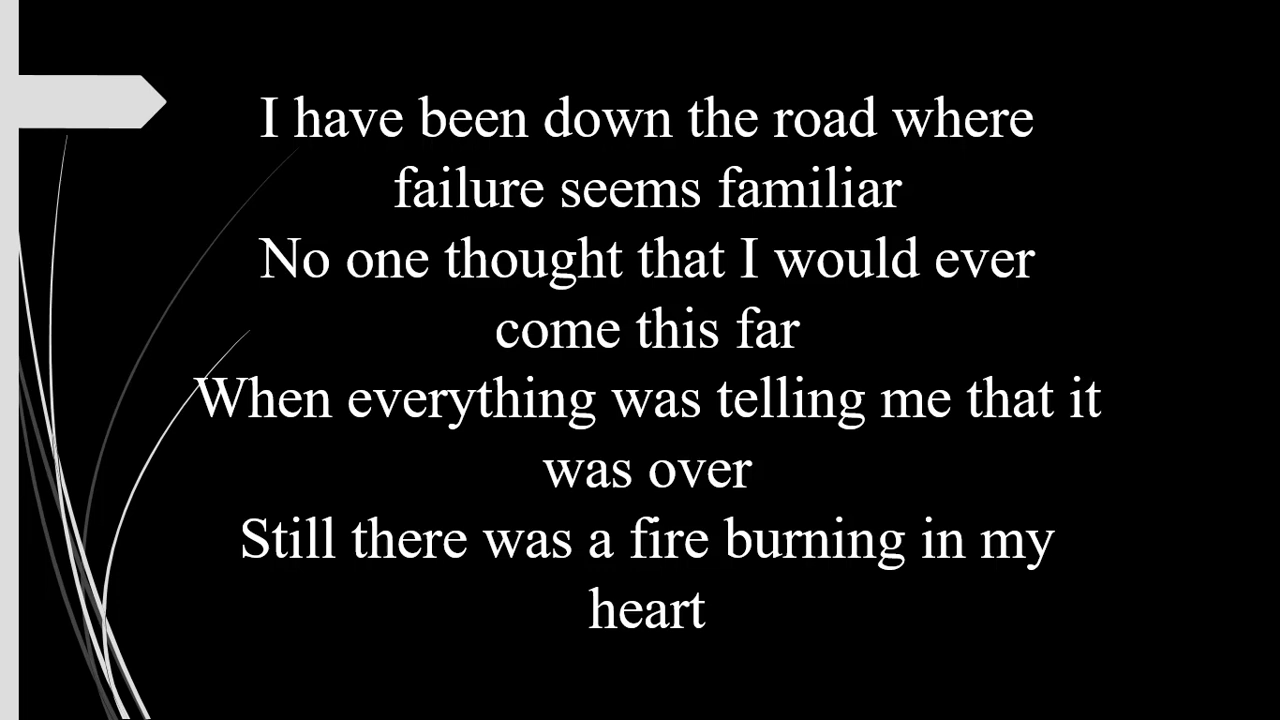 I have been down the road where
failure seems familiar
No one thought that I would ever
come this far
When everything was telling me that it
was over
Still there was a fire burning in my
heart